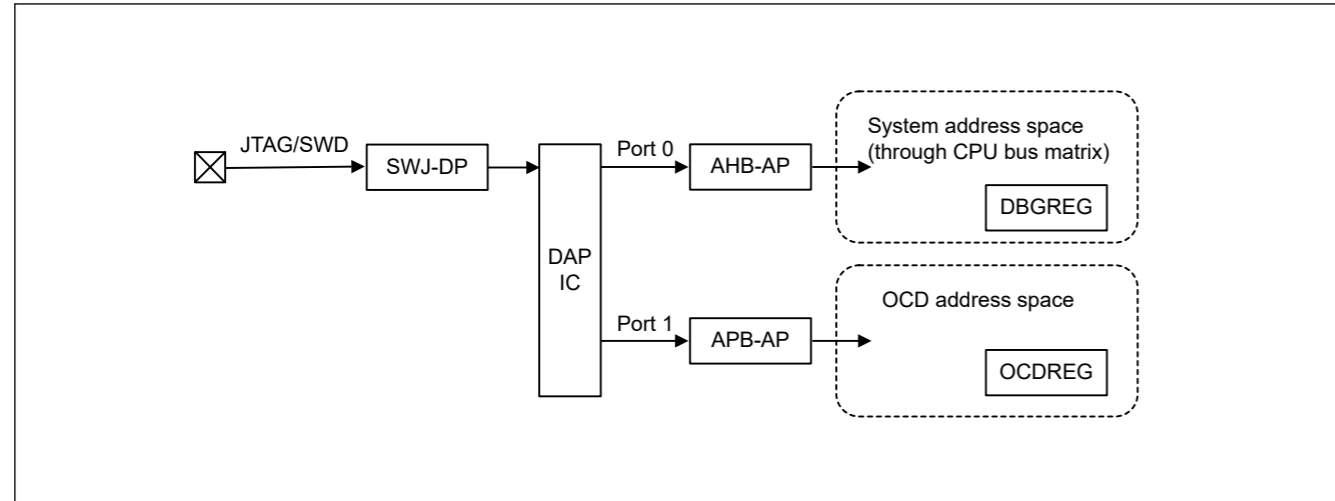 JTAG/SWD
SWJ-DP
DAP
IC
Port 0
AHB-AP
System address space
(through CPU bus matrix)
DBGREG
Port 1
APB-AP
OCD address space
OCDREG